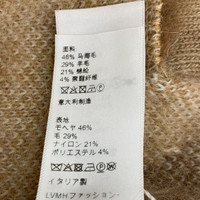 面料
46% 马海毛
29% 羊毛
21% 锦纶
4% 聚酯纤维
意大利制造
表地
モヘヤ 46%
毛 29%
ナイロン 21%
ポリエステル 4%
イタリア製
LVMHファッション・